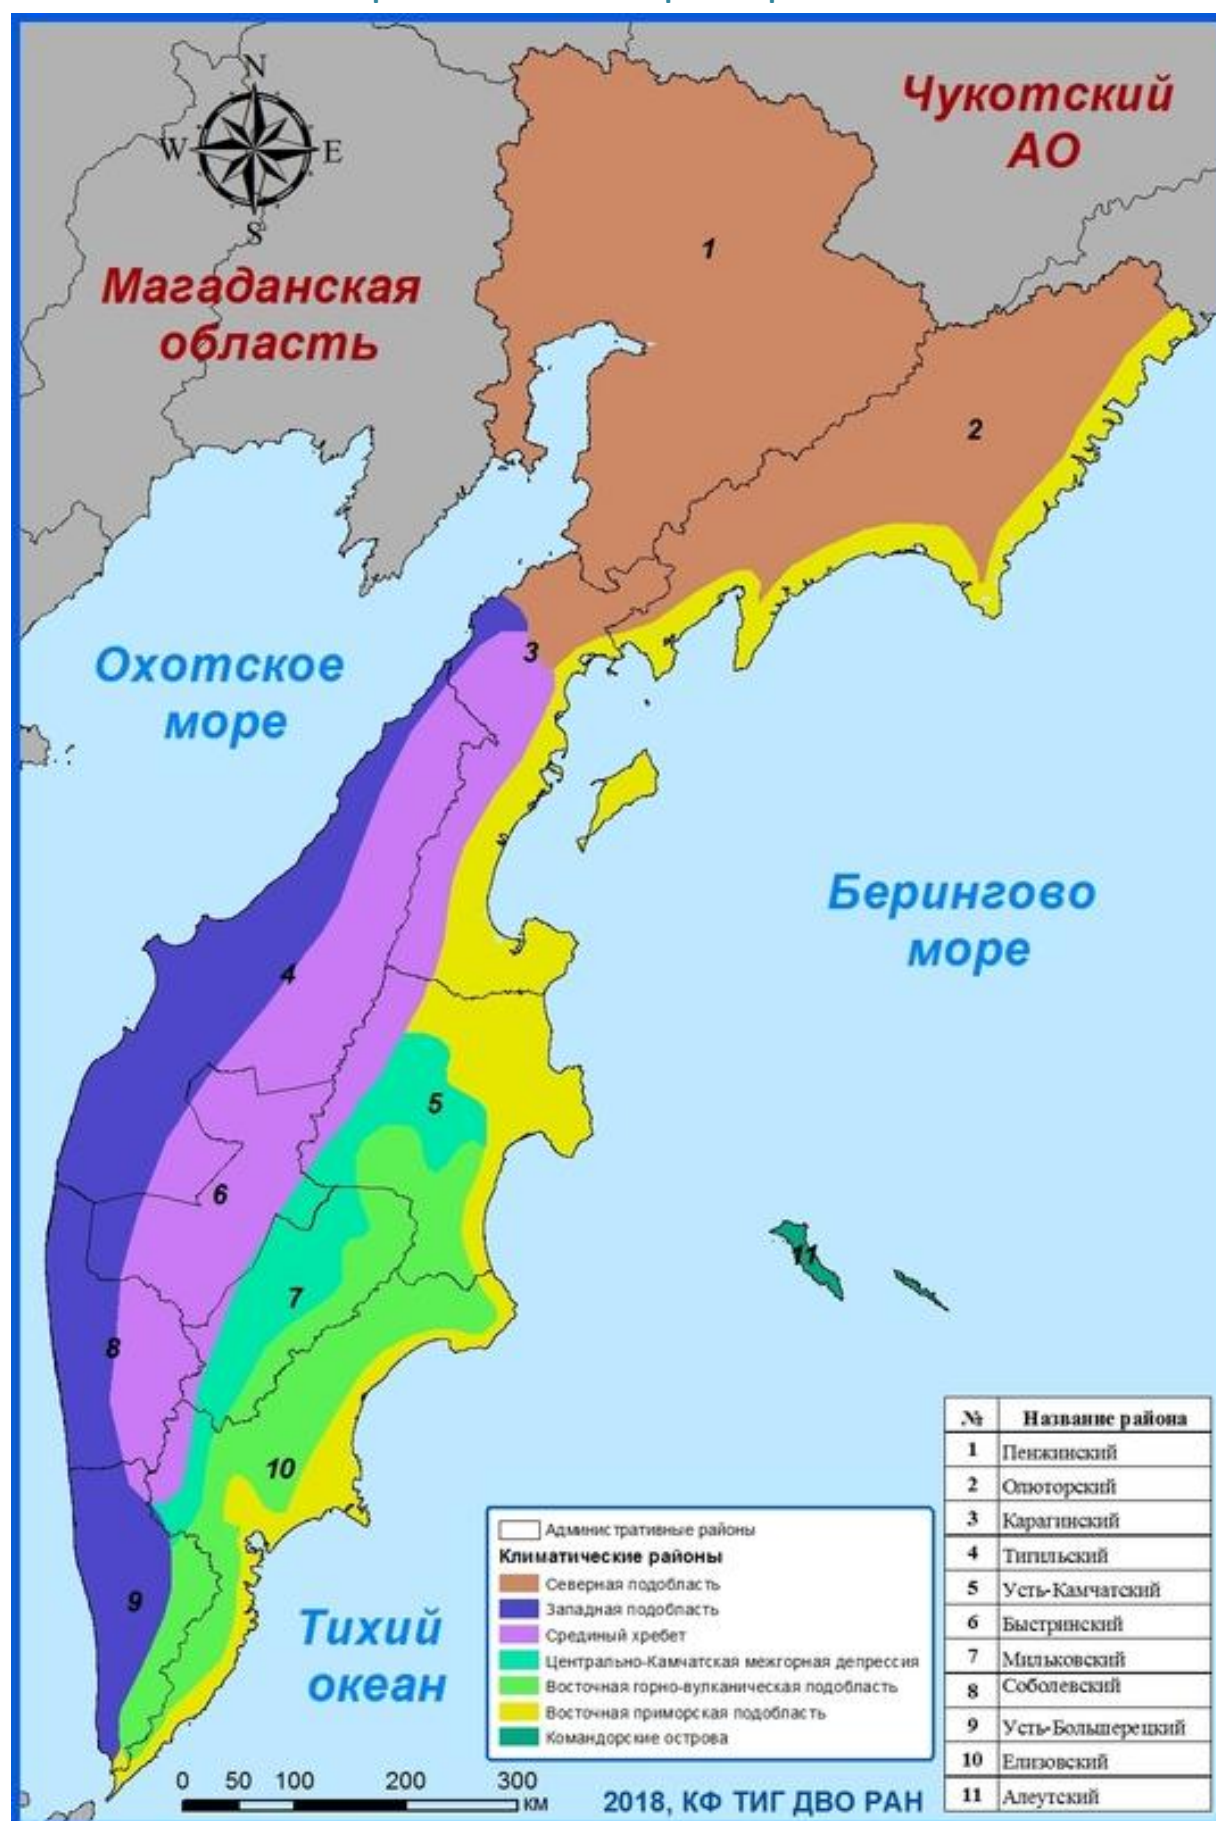 N
W
E
S
Чукотский
АО
Магаданская
область
1
2
Охотское
море
3
Берингово
море
4
5
6
11
7
8
10
9
Тихий
океан
Административные районы
Климатические районы
Северная подобласть
Западная подобласть
Срединый хребет
Центрально-Камчатская межгорная депрессия
Восточная горно-вулканическая подобласть
Восточная приморская подобласть
Командорские острова
№ Название района
1 Пенжинский
2 Олюторский
3 Карагинский
4 Тигильский
5 Усть-Камчатский
6 Быстринский
7 Мильковский
8 Соболевский
9 Усть-Большерецкий
10 Елизовский
11 Алеутский
0 50 100 200 300
КМ
2018, КФ ТИГ ДВО РАН